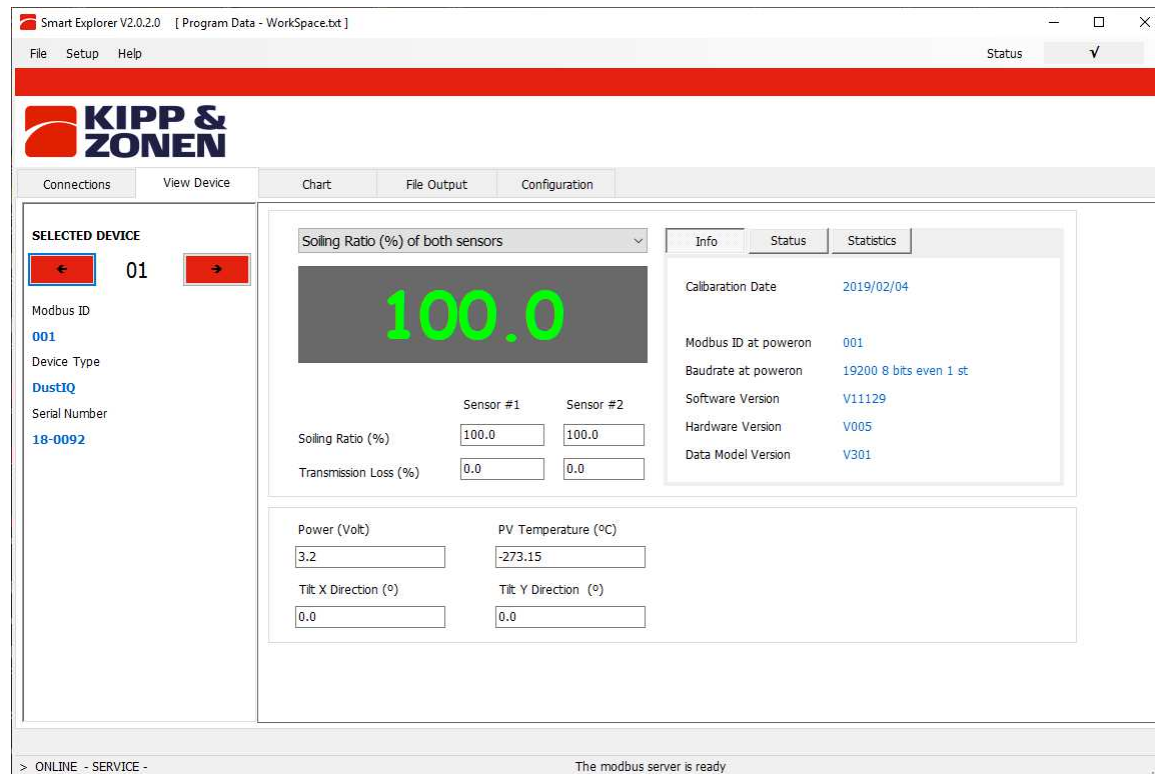 Smart Explorer V2.0.2.0 [ Program Data - WorkSpace.txt ]
File Setup Help Status √
KIPP &
ZONEN
Connections View Device Chart File Output Configuration
SELECTED DEVICE
01
Modbus ID
001
Device Type
DustIQ
Serial Number
18-0092
Soiling Ratio (%) of both sensors
100.0
Sensor #1 Sensor #2
Soiling Ratio (%) 100.0 100.0
Transmission Loss (%) 0.0 0.0
Info Status Statistics
Calibaration Date 2019/02/04
Modbus ID at poweron 001
Baudrate at poweron 19200 8 bits even 1 st
Software Version V11129
Hardware Version V005
Data Model Version V301
Power (Volt) PV Temperature (ºC)
3.2 -273.15
Tilt X Direction (º) Tilt Y Direction (º)
0.0 0.0
> ONLINE - SERVICE - The modbus server is ready